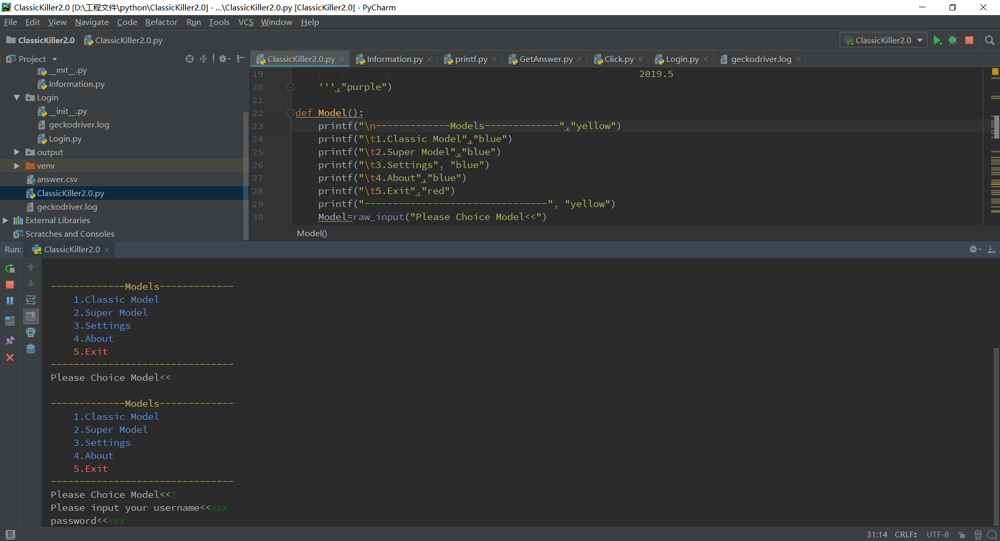 ClassicKiller2.0 [D:\工程文件\python\ClassicKiller2.0] - ...\ClassicKiller2.0.py [ClassicKiller2.0] - PyCharm
File Edit View Navigate Code Refactor Run Tools VCS Window Help
ClassicKiller2.0 ClassicKiller2.0.py ClassicKiller2.0
Project
__init__.py
Information.py
Login
__init__.py
geckodriver.log
Login.py
output
venv
answer.csv
ClassicKiller2.0.py
geckodriver.log
External Libraries
Scratches and Consoles
ClassicKiller2.0.py Information.py printf.py GetAnswer.py Click.py Login.py geckodriver.log
19 2019.5
20 ''',"purple")
21
22 def Model():
23 printf("\n-------------Models-------------","yellow")
24 printf("\t1.Classic Model","blue")
25 printf("\t2.Super Model","blue")
26 printf("\t3.Settings", "blue")
27 printf("\t4.About","blue")
28 printf("\t5.Exit","red")
29 printf("--------------------------------", "yellow")
30 Model=raw_input("Please Choice Model<<")
Model()
Run: ClassicKiller2.0
-------------Models-------------
1.Classic Model
2.Super Model
3.Settings
4.About
5.Exit
--------------------------------
Please Choice Model<<
-------------Models-------------
1.Classic Model
2.Super Model
3.Settings
4.About
5.Exit
--------------------------------
Please Choice Model<<1
Please input your username<<xxx
password<<xxx
31:14 CRLF UTF-8